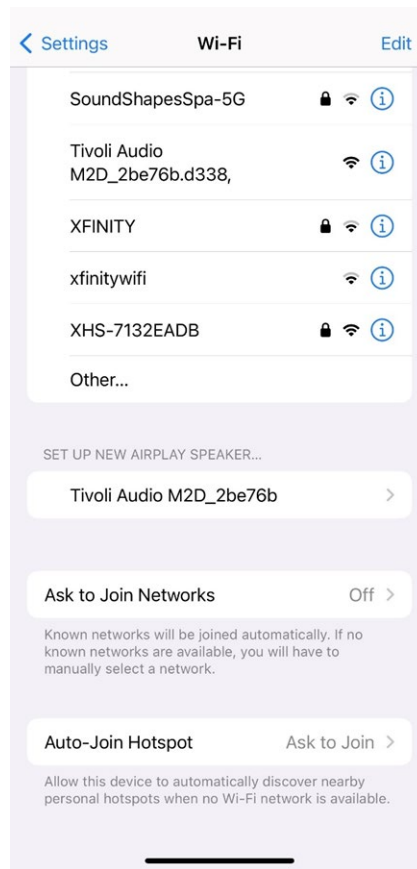 Settings
Wi-Fi
Edit
SoundShapesSpa-5G
Tivoli Audio
M2D_2be76b.d338,
XFINITY
xfinitywifi
XHS-7132EADB
Other...
SET UP NEW AIRPLAY SPEAKER...
Tivoli Audio M2D_2be76b
Ask to Join Networks Off
Known networks will be joined automatically. If no
known networks are available, you will have to
manually select a network.
Auto-Join Hotspot Ask to Join
Allow this device to automatically discover nearby
personal hotspots when no Wi-Fi network is available.